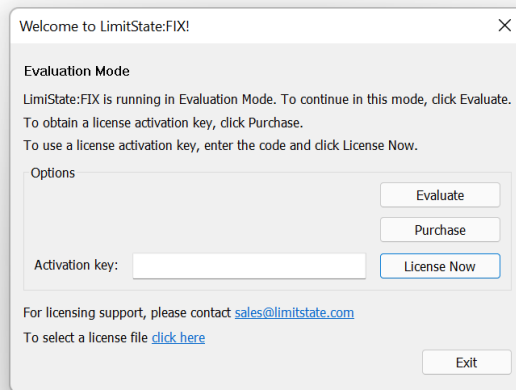 Welcome to LimitState:FIX!
Evaluation Mode
LimiState:FIX is running in Evaluation Mode. To continue in this mode, click Evaluate.
To obtain a license activation key, click Purchase.
To use a license activation key, enter the code and click License Now.
Options
Evaluate
Purchase
Activation key:
License Now
For licensing support, please contact sales@limitstate.com
To select a license file click here
Exit